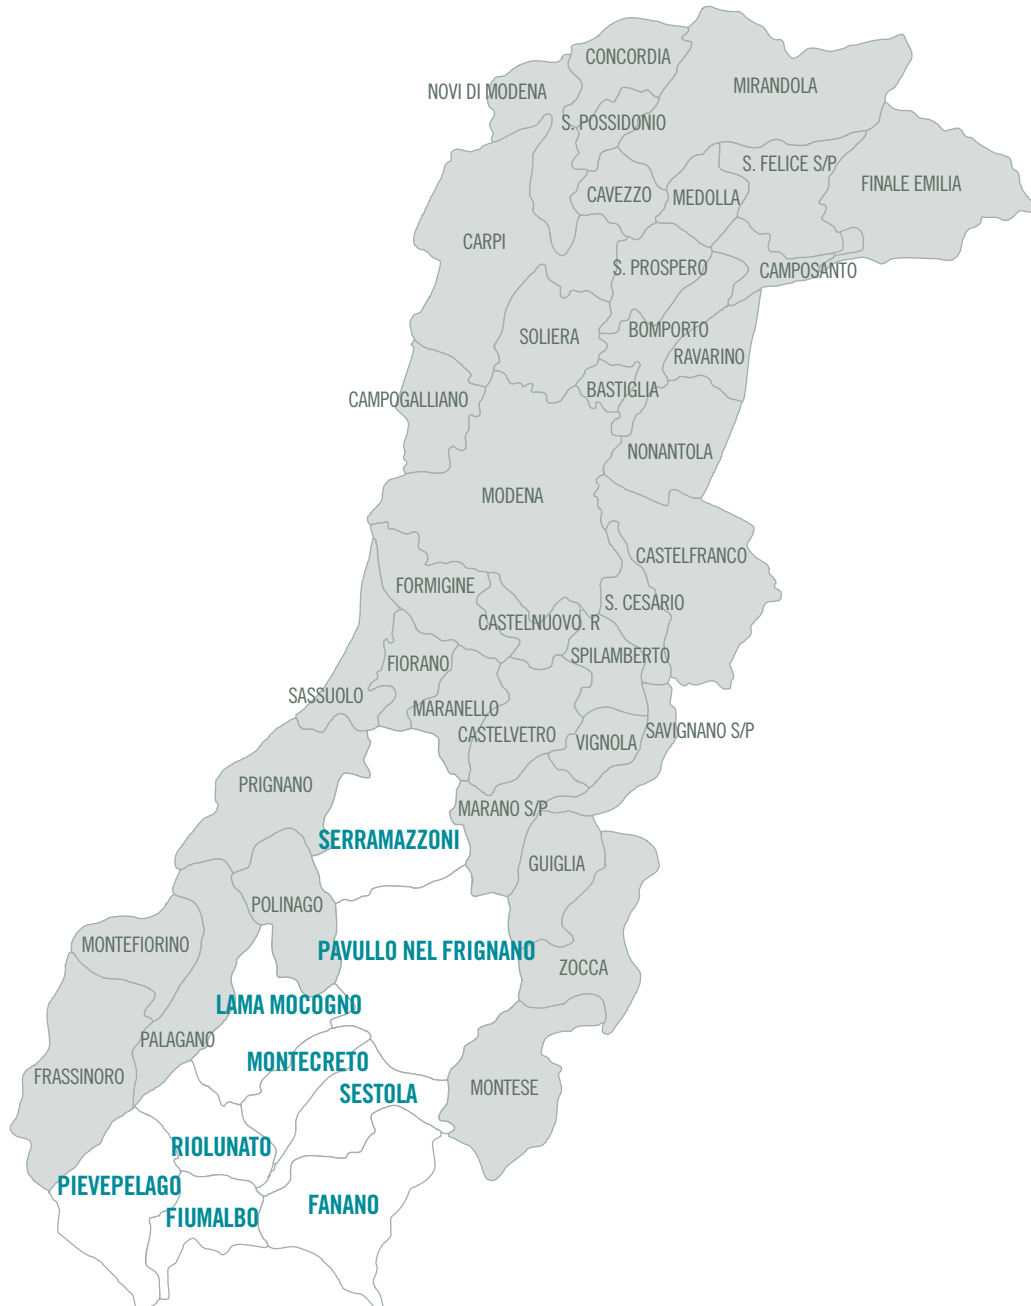 CONCORDIA
MIRANDOLA
NOVI DI MODENA
S. POSSIDONIO
S. FELICE S/P
FINALE EMILIA
CAVEZZO
MEDOLLA
CARPI
S. PROSPERO
CAMPOSANTO
SOLIERA
BOMPORTO
RAVARINO
BASTIGLIA
CAMPOGALLIANO
NONANTOLA
MODENA
CASTELFRANCO
FORMIGINE
S. CESARIO
CASTELNUOVO. R
SPILAMBERTO
FIORANO
SASSUOLO
MARANELLO
SAVIGNANO S/P
CASTELVETRO
VIGNOLA
PRIGNANO
MARANO S/P
SERRAMAZZONI
GUIGLIA
POLINAGO
MONTEFIORINO
PAVULLO NEL FRIGNANO
ZOCCA
LAMA MOCOGNO
PALAGANO
MONTECRETO
FRASSINORO
MONTESE
SESTOLA
RIOLUNATO
PIEVEPELAGO
FANANO
FIUMALBO